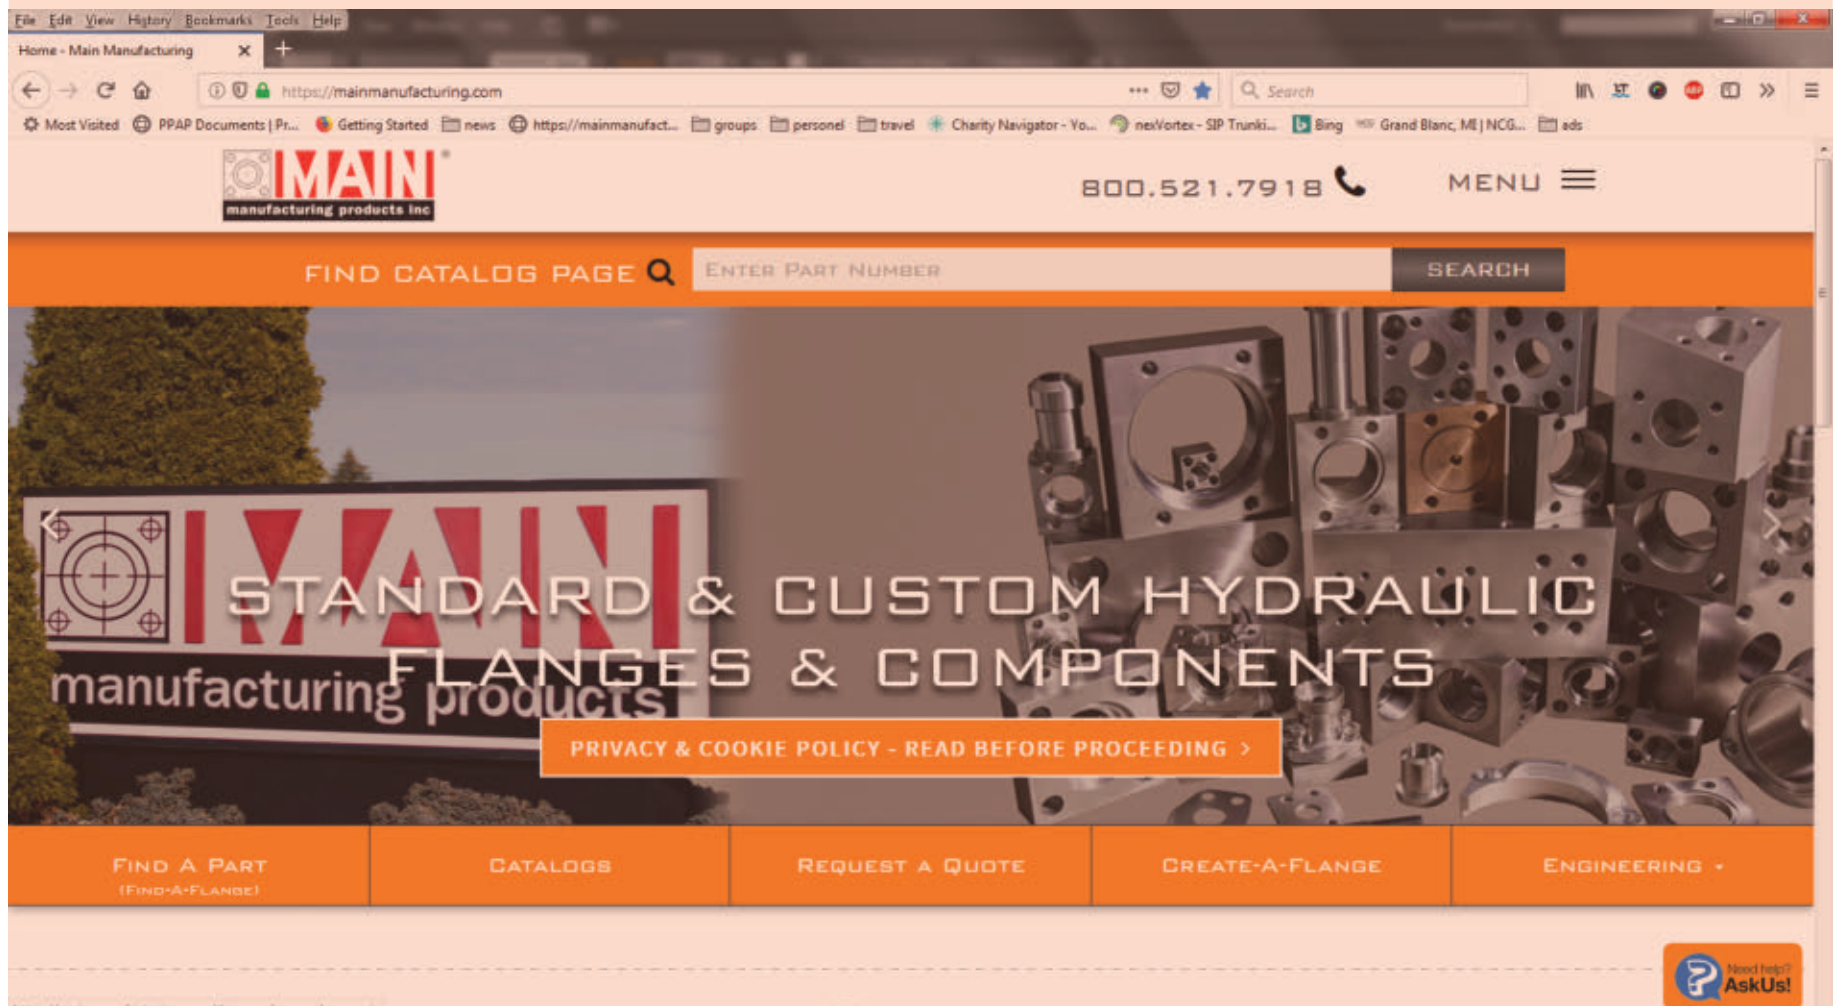 File Edit View History Bookmarks Tools Help
Home - Main Manufacturing
https://mainmanufacturing.com
Search
Most Visited PPAP Documents | Pr... Getting Started news https://mainmanufact... groups personel travel Charity Navigator - Yo... nexVortex - SIP Trunki... Bing Grand Blanc, MI | NCG... ads
MAIN®
manufacturing products inc
800.521.7918
MENU
FIND CATALOG PAGE
ENTER PART NUMBER
SEARCH
MAIN
manufacturing products
STANDARD & CUSTOM HYDRAULIC
FLANGES & COMPONENTS
PRIVACY & COOKIE POLICY - READ BEFORE PROCEEDING >
FIND A PART
(FIND-A-FLANGE)
CATALOGS
REQUEST A QUOTE
CREATE-A-FLANGE
ENGINEERING
Need help?
AskUs!